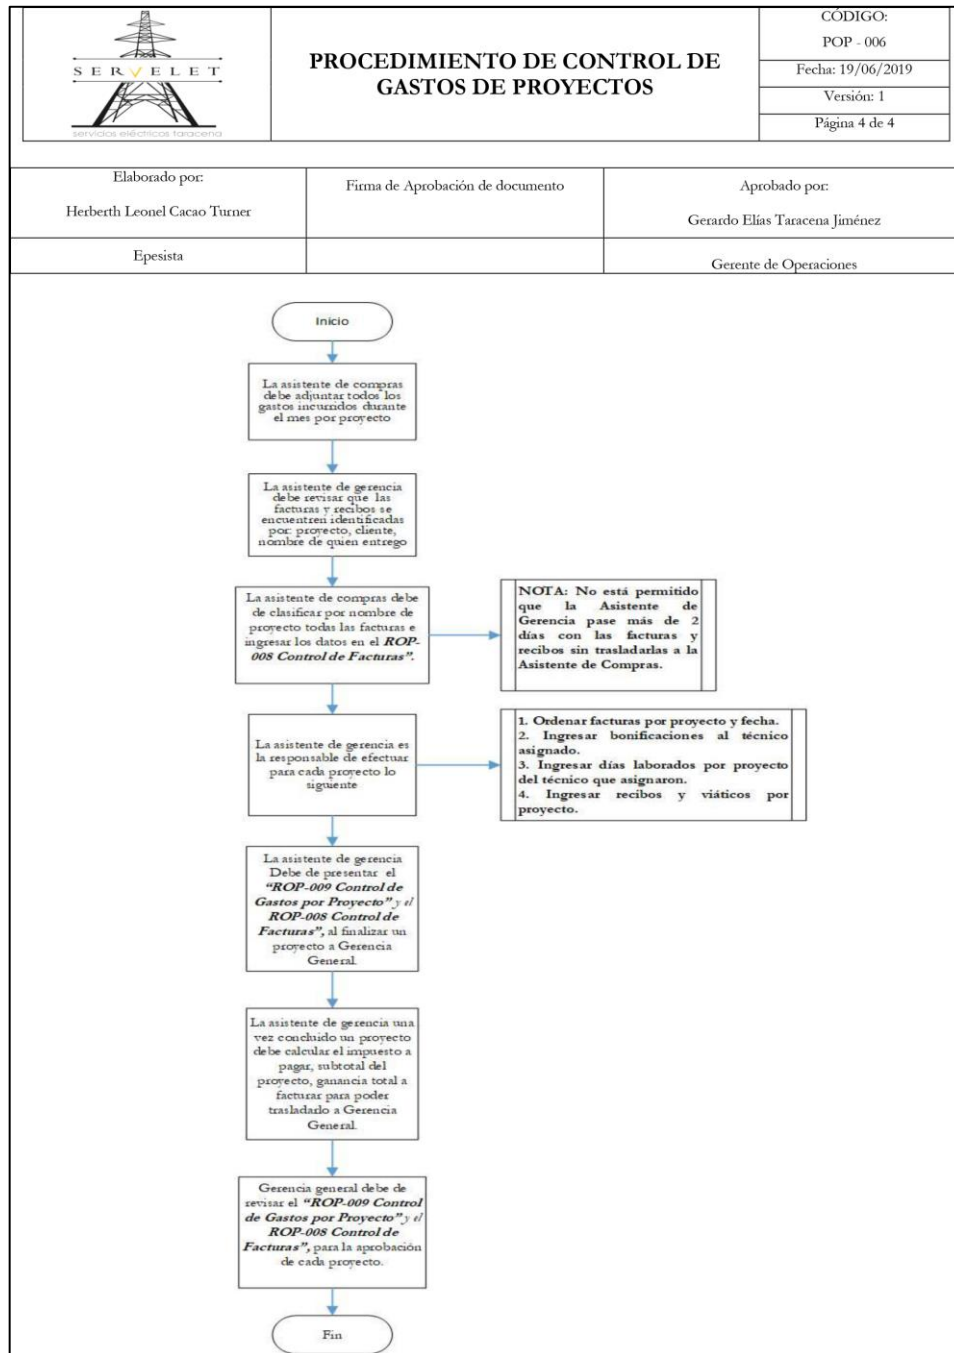 SERVELET
servicios eléctricos taracena
PROCEDIMIENTO DE CONTROL DE
GASTOS DE PROYECTOS
CÓDIGO:
POP - 006
Fecha: 19/06/2019
Versión: 1
Página 4 de 4
Elaborado por:
Herberth Leonel Cacao Turner
Firma de Aprobación de documento
Aprobado por:
Gerardo Elías Taracena Jiménez
Epesista
Gerente de Operaciones
Inicio
La asistente de compras
debe adjuntar todos los
gastos incurridos durante
el mes por proyecto
La asistente de gerencia
debe revisar que las
facturas y recibos se
encuentren identificadas
por: proyecto, cliente,
nombre de quien entrego
La asistente de compras debe
de clasificar por nombre de
proyecto todas las facturas e
ingresar los datos en el ROP-
008 Control de Facturas”.
NOTA: No está permitido
que la Asistente de
Gerencia pase más de 2
días con las facturas y
recibos sin trasladarlas a la
Asistente de Compras.
La asistente de gerencia es
la responsable de efectuar
para cada proyecto lo
siguiente
1. Ordenar facturas por proyecto y fecha.
2. Ingresar bonificaciones al técnico
asignado.
3. Ingresar días laborados por proyecto
del técnico que asignaron.
4. Ingresar recibos y viáticos por
proyecto.
La asistente de gerencia
Debe de presentar el
“ROP-009 Control de
Gastos por Proyecto” y el
ROP-008 Control de
Facturas”, al finalizar un
proyecto a Gerencia
General.
La asistente de gerencia una
vez concluido un proyecto
debe calcular el impuesto a
pagar, subtotal del
proyecto, ganancia total a
facturar para poder
trasladarlo a Gerencia
General.
Gerencia general debe de
revisar el “ROP-009 Control
de Gastos por Proyecto” y el
ROP-008 Control de
Facturas”, para la aprobación
de cada proyecto.
Fin